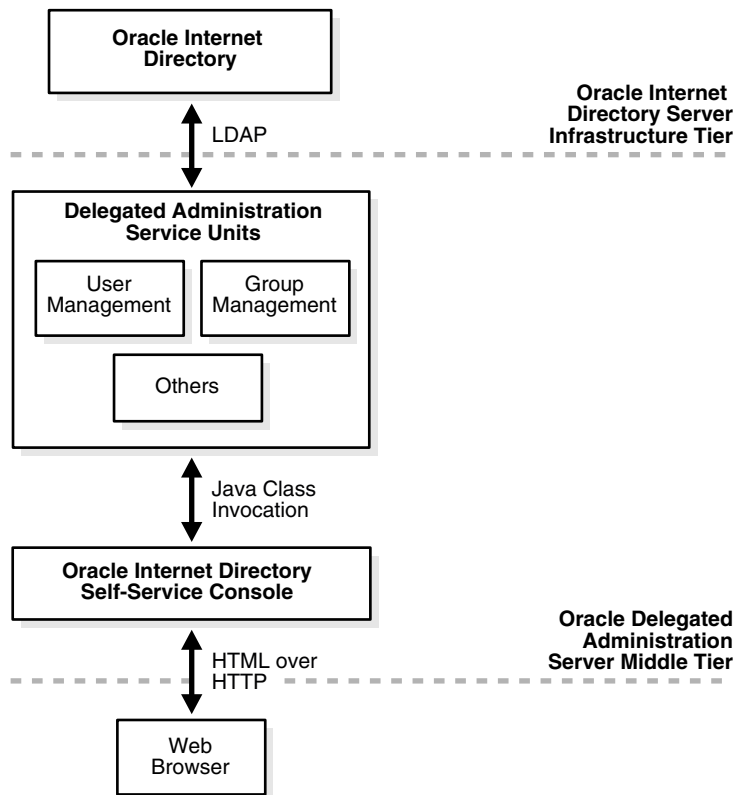 Oracle Internet
Directory
Oracle Internet
Directory Server
Infrastructure Tier
LDAP
Delegated Administration
Service Units
User
Management
Group
Management
Others
Java Class
Invocation
Oracle Internet Directory
Self-Service Console
Oracle Delegated
Administration
Server Middle Tier
HTML over
HTTP
Web
Browser